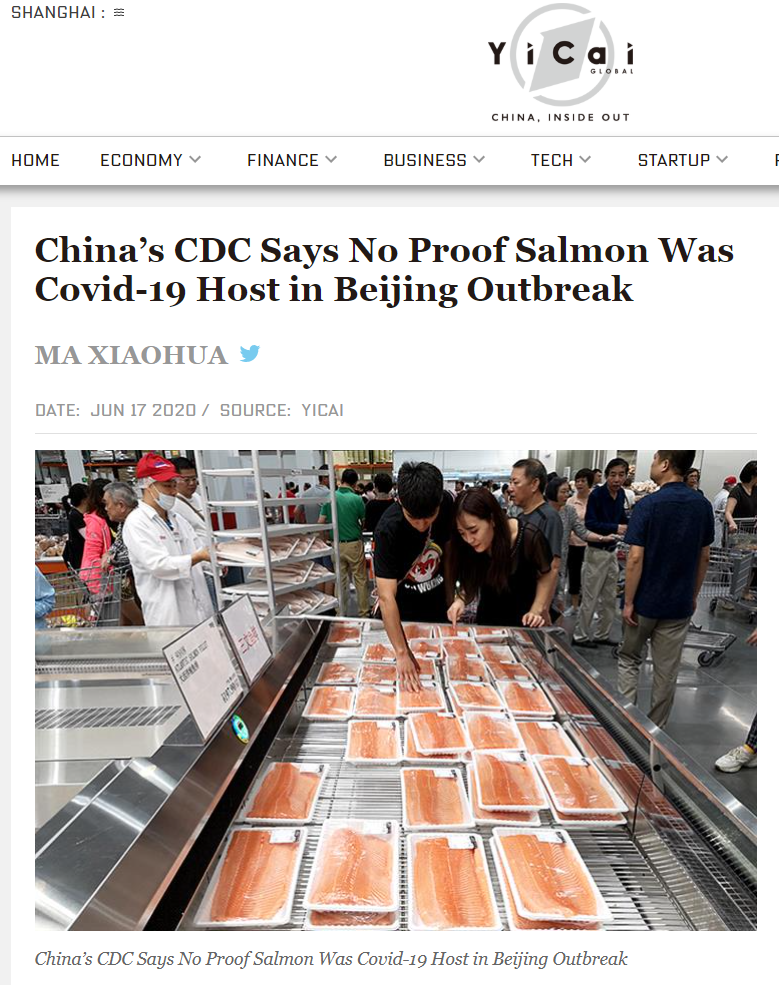 SHANGHAI :
YiCai
GLOBAL
CHINA, INSIDE OUT
HOME ECONOMY FINANCE BUSINESS TECH STARTUP
China’s CDC Says No Proof Salmon Was
Covid-19 Host in Beijing Outbreak
MA XIAOHUA
DATE: JUN 17 2020 / SOURCE: YICAI
China’s CDC Says No Proof Salmon Was Covid-19 Host in Beijing Outbreak